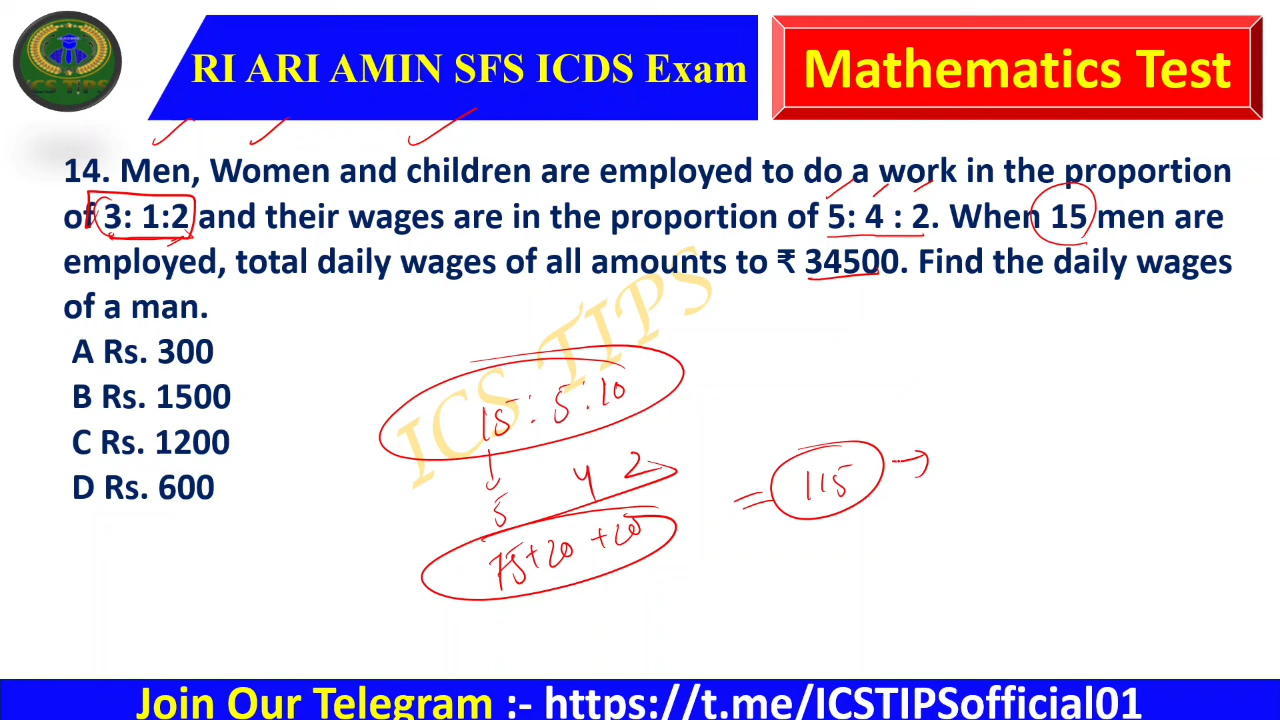 ICS TIPS
RI ARI AMIN SFS ICDS Exam
Mathematics Test
14. Men, Women and children are employed to do a work in the proportion
of 3: 1:2 and their wages are in the proportion of 5: 4 : 2. When 15 men are
employed, total daily wages of all amounts to ₹ 34500. Find the daily wages
of a man.
A Rs. 300
B Rs. 1500
C Rs. 1200
D Rs. 600
ICS TIPS
15 : 5 : 10
5 4 2
75 + 20 + 20 = 115 →
Join Our Telegram :- https://t.me/ICSTIPSofficial01